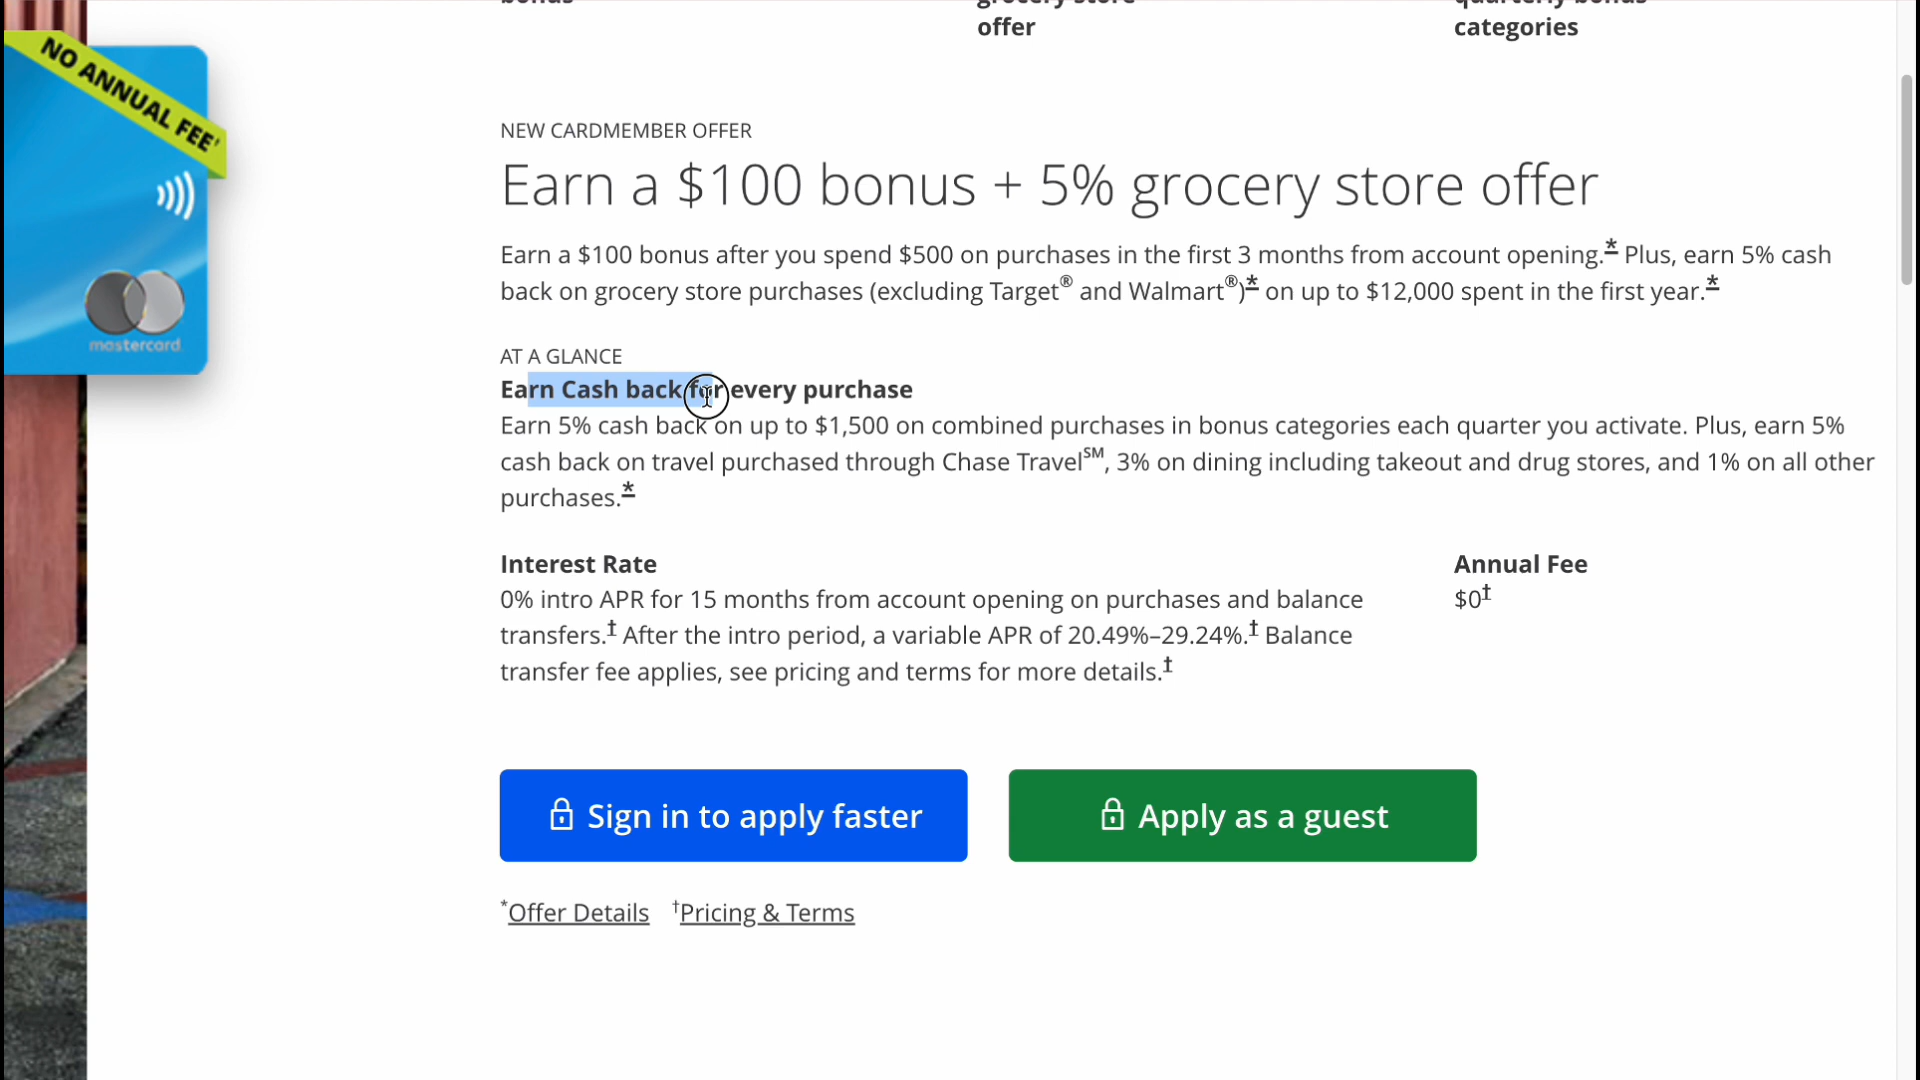 bonus
grocery store
quarterly bonus
offer
categories
NO ANNUAL FEE†
mastercard
NEW CARDMEMBER OFFER
Earn a $100 bonus + 5% grocery store offer
Earn a $100 bonus after you spend $500 on purchases in the first 3 months from account opening.* Plus, earn 5% cash
back on grocery store purchases (excluding Target® and Walmart®)* on up to $12,000 spent in the first year.*
AT A GLANCE
Earn Cash back for every purchase
Earn 5% cash back on up to $1,500 on combined purchases in bonus categories each quarter you activate. Plus, earn 5%
cash back on travel purchased through Chase Travel℠, 3% on dining including takeout and drug stores, and 1% on all other
purchases.*
Interest Rate
0% intro APR for 15 months from account opening on purchases and balance
transfers.† After the intro period, a variable APR of 20.49%–29.24%.† Balance
transfer fee applies, see pricing and terms for more details.†
Annual Fee
$0†
Sign in to apply faster
Apply as a guest
*Offer Details †Pricing & Terms